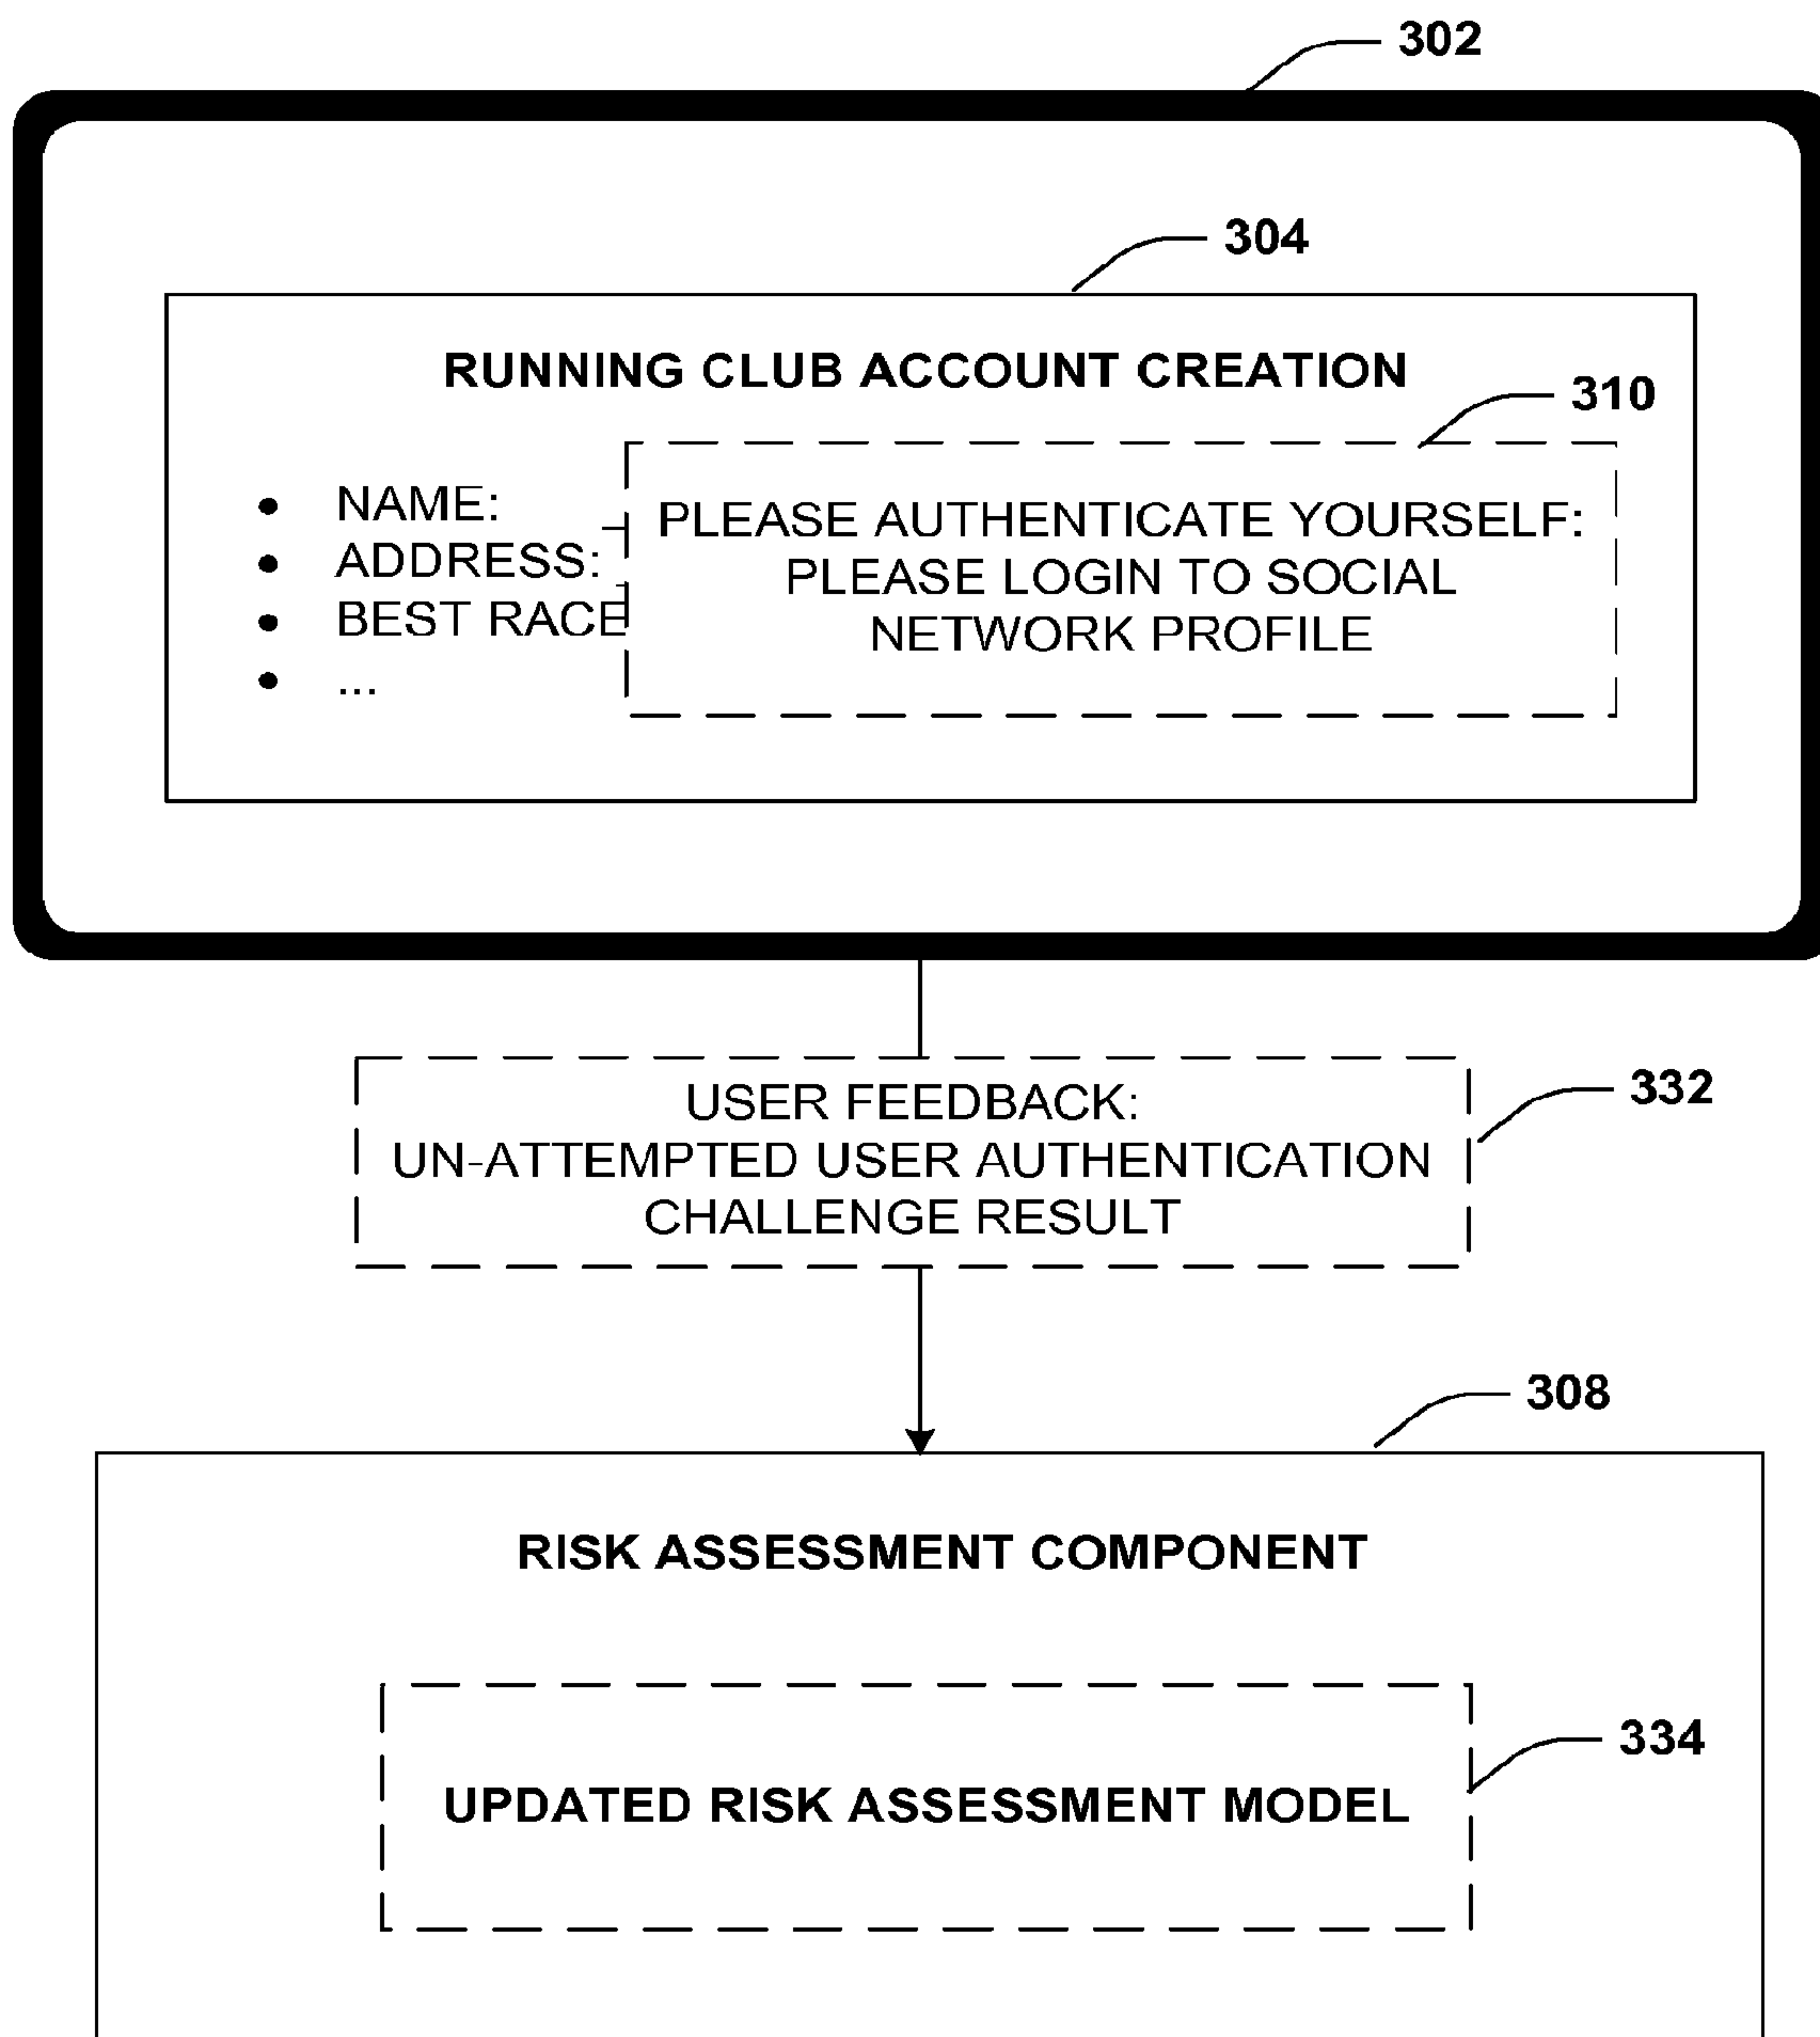 302
304
RUNNING CLUB ACCOUNT CREATION
310
• NAME:
• ADDRESS:
• BEST RACE
• ...
PLEASE AUTHENTICATE YOURSELF:
PLEASE LOGIN TO SOCIAL
NETWORK PROFILE
USER FEEDBACK:
UN-ATTEMPTED USER AUTHENTICATION
CHALLENGE RESULT
332
308
RISK ASSESSMENT COMPONENT
334
UPDATED RISK ASSESSMENT MODEL